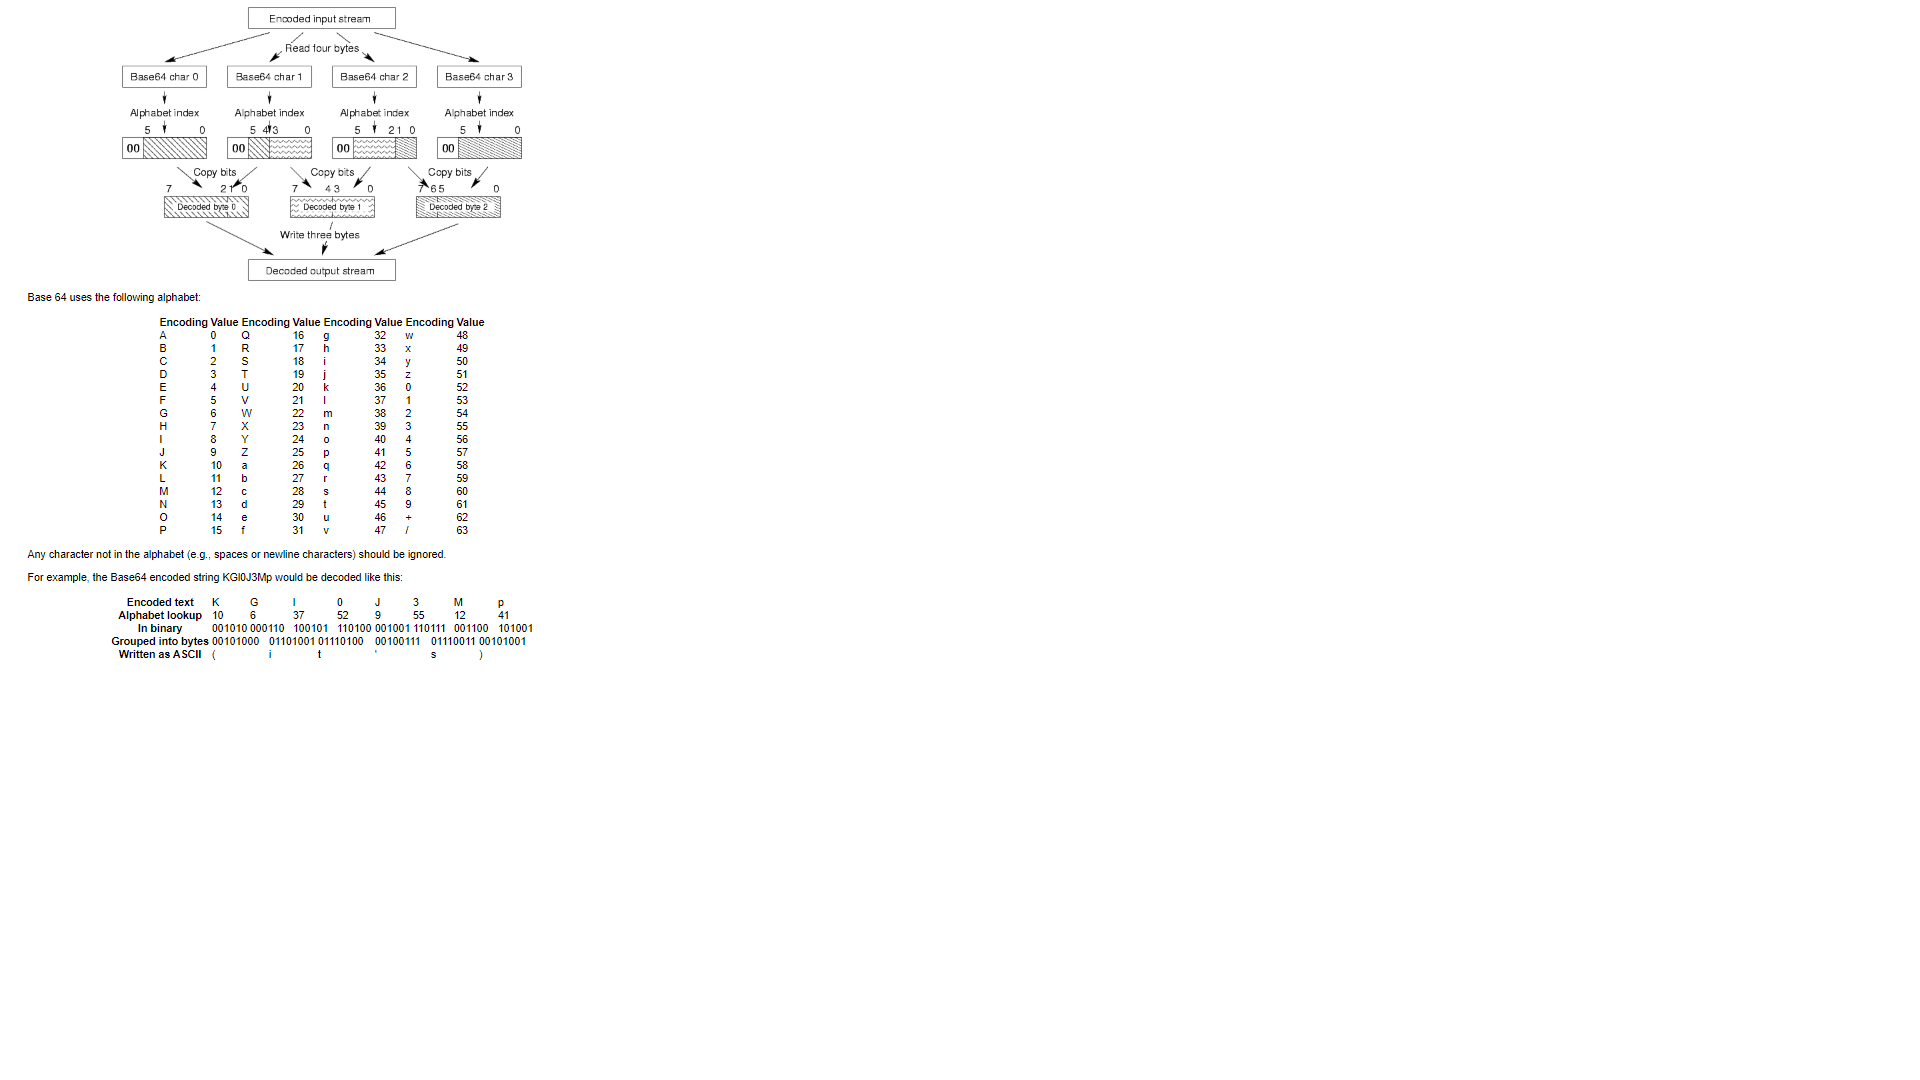 Encoded input stream
Read four bytes
Base64 char 0 Base64 char 1 Base64 char 2 Base64 char 3
Alphabet index Alphabet index Alphabet index Alphabet index
5 0 5 4 3 0 5 2 1 0 5 0
00 00 00 00
Copy bits Copy bits Copy bits
7 2 1 0 7 4 3 0 7 6 5 0
Decoded byte 0 Decoded byte 1 Decoded byte 2
Write three bytes
Decoded output stream
Base 64 uses the following alphabet:
Encoding Value Encoding Value Encoding Value Encoding Value
A 0 Q 16 g 32 w 48
B 1 R 17 h 33 x 49
C 2 S 18 i 34 y 50
D 3 T 19 j 35 z 51
E 4 U 20 k 36 0 52
F 5 V 21 l 37 1 53
G 6 W 22 m 38 2 54
H 7 X 23 n 39 3 55
I 8 Y 24 o 40 4 56
J 9 Z 25 p 41 5 57
K 10 a 26 q 42 6 58
L 11 b 27 r 43 7 59
M 12 c 28 s 44 8 60
N 13 d 29 t 45 9 61
O 14 e 30 u 46 + 62
P 15 f 31 v 47 / 63
Any character not in the alphabet (e.g., spaces or newline characters) should be ignored.
For example, the Base64 encoded string KGl0J3Mp would be decoded like this:
Encoded text K G l 0 J 3 M p
Alphabet lookup 10 6 37 52 9 55 12 41
In binary 001010 000110 100101 110100 001001 110111 001100 101001
Grouped into bytes 00101000 01101001 01110100 00100111 01110011 00101001
Written as ASCII ( i t ' s )